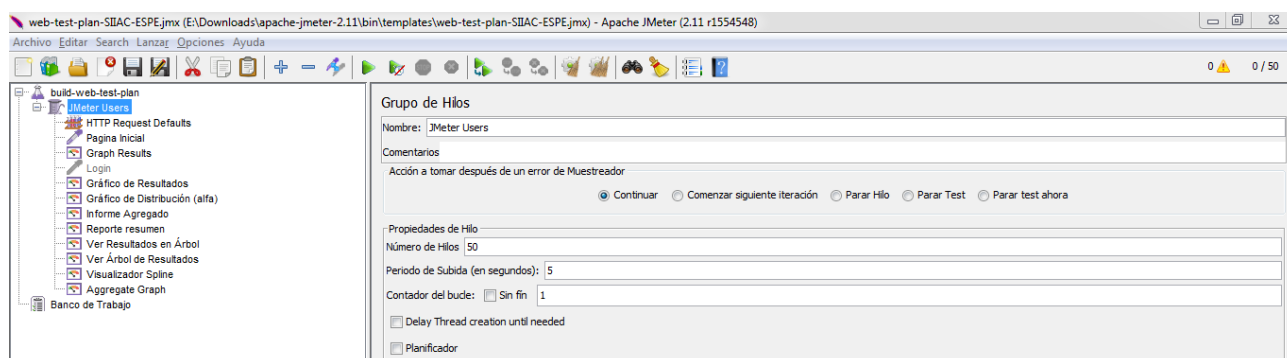 web-test-plan-SIIAC-ESPE.jmx (E:\Downloads\apache-jmeter-2.11\bin\templates\web-test-plan-SIIAC-ESPE.jmx) - Apache JMeter (2.11 r1554548)
Archivo Editar Search Lanzar Opciones Ayuda
0 0 / 50
build-web-test-plan
JMeter Users
HTTP Request Defaults
Pagina Inicial
Graph Results
Login
Gráfico de Resultados
Gráfico de Distribución (alfa)
Informe Agregado
Reporte resumen
Ver Resultados en Árbol
Ver Árbol de Resultados
Visualizador Spline
Aggregate Graph
Banco de Trabajo
Grupo de Hilos
Nombre: JMeter Users
Comentarios
Acción a tomar después de un error de Muestreador
Continuar Comenzar siguiente iteración Parar Hilo Parar Test Parar test ahora
Propiedades de Hilo
Número de Hilos 50
Periodo de Subida (en segundos): 5
Contador del bucle: Sin fín 1
Delay Thread creation until needed
Planificador